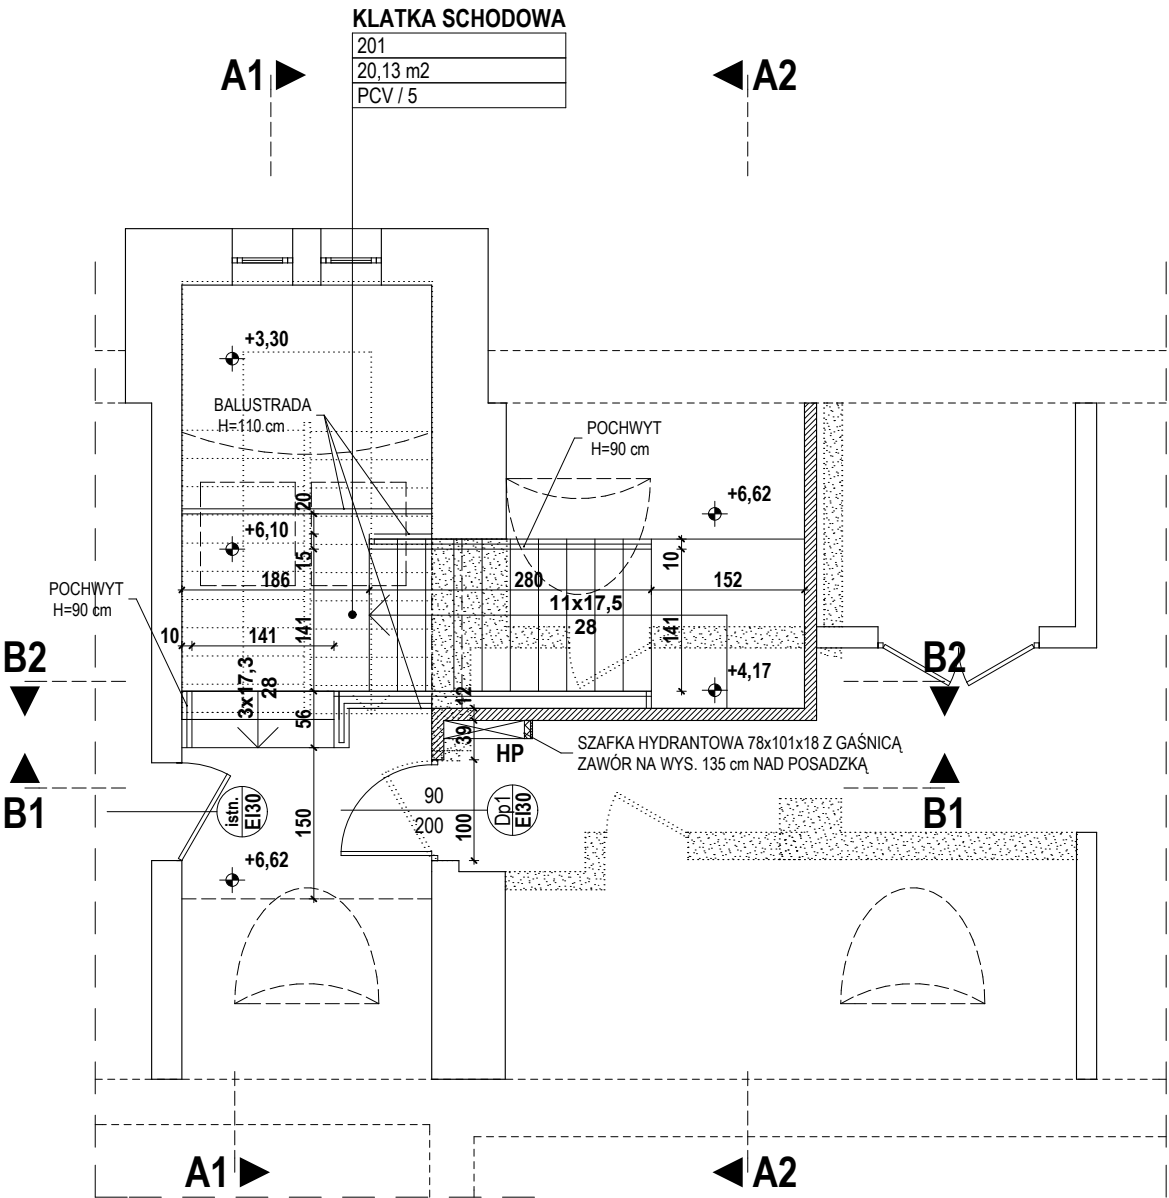 KLATKA SCHODOWA
201
20,13 m2
PCV / 5
A1
A2
+3,30
BALUSTRADA
H=110 cm
POCHWYT
H=90 cm
20
+6,62
+6,10
15
10
186
280
152
POCHWYT
H=90 cm
11x17,5
28
10
141
141
141
B2
B2
3x17,3
28
+4,17
56
12
39
HP
SZAFKA HYDRANTOWA 78x101x18 Z GAŚNICĄ
ZAWÓR NA WYS. 135 cm NAD POSADZKĄ
B1
B1
istn.
EI30
150
90
200
100
Dp1
EI30
+6,62
A1
A2